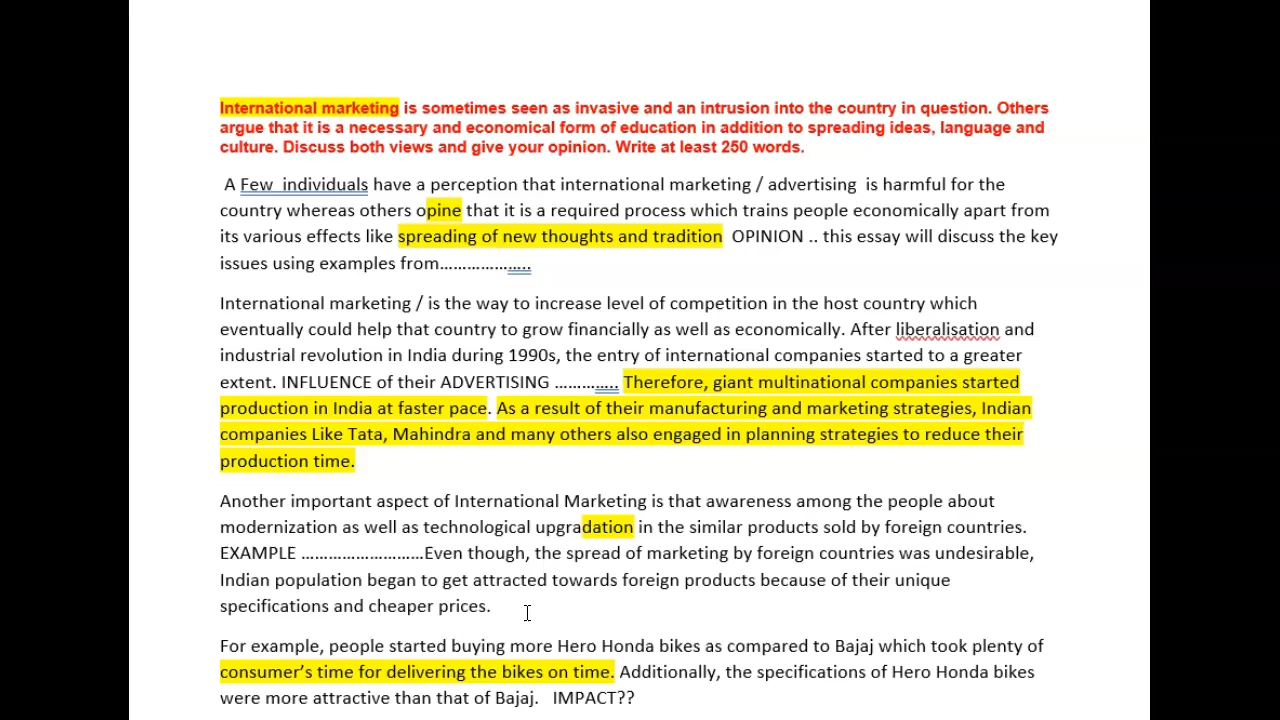 International marketing is sometimes seen as invasive and an intrusion into the country in question. Others
argue that it is a necessary and economical form of education in addition to spreading ideas, language and
culture. Discuss both views and give your opinion. Write at least 250 words.
A Few  individuals have a perception that international marketing / advertising  is harmful for the
country whereas others opine that it is a required process which trains people economically apart from
its various effects like spreading of new thoughts and tradition  OPINION .. this essay will discuss the key
issues using examples from…………………..
International marketing / is the way to increase level of competition in the host country which
eventually could help that country to grow financially as well as economically. After liberalisation and
industrial revolution in India during 1990s, the entry of international companies started to a greater
extent. INFLUENCE of their ADVERTISING ………….. Therefore, giant multinational companies started
production in India at faster pace. As a result of their manufacturing and marketing strategies, Indian
companies Like Tata, Mahindra and many others also engaged in planning strategies to reduce their
production time.
Another important aspect of International Marketing is that awareness among the people about
modernization as well as technological upgradation in the similar products sold by foreign countries.
EXAMPLE ………………………Even though, the spread of marketing by foreign countries was undesirable,
Indian population began to get attracted towards foreign products because of their unique
specifications and cheaper prices.
For example, people started buying more Hero Honda bikes as compared to Bajaj which took plenty of
consumer’s time for delivering the bikes on time. Additionally, the specifications of Hero Honda bikes
were more attractive than that of Bajaj.   IMPACT??